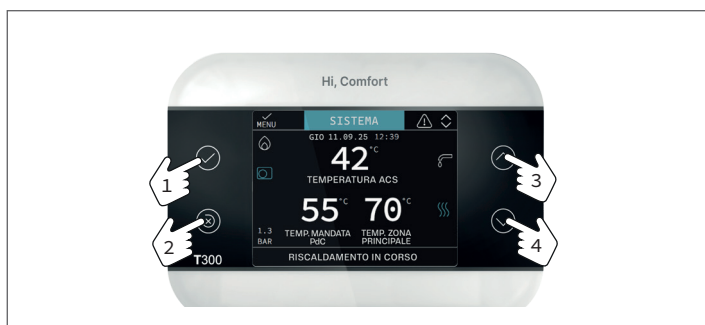 Hi, Comfort
MENU
SISTEMA
GIO 11.09.25 12:39
42°C
TEMPERATURA ACS
55°C 70°C
1.3 BAR
TEMP. MANDATA PdC
TEMP. ZONA PRINCIPALE
RISCALDAMENTO IN CORSO
T300
1
2
3
4